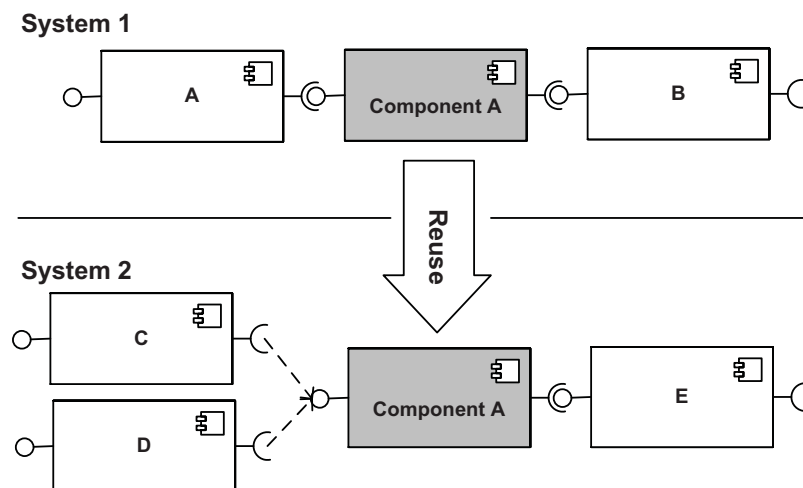 System 1
A
Component A
B
Reuse
System 2
C
Component A
E
D